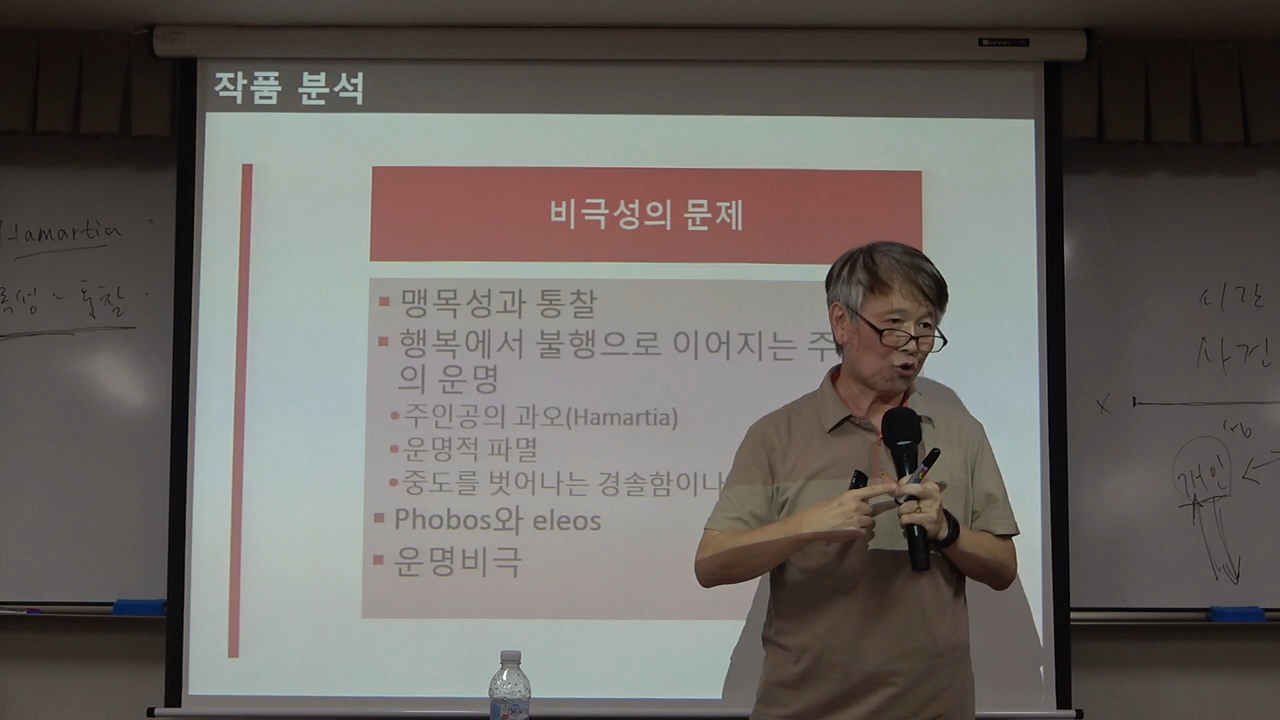 작품 분석
비극성의 문제
맹목성과 통찰
행복에서 불행으로 이어지는
의 운명
주인공의 과오(Hamartia)
운명적 파멸
중도를 벗어나는 경솔함이나
Phobos와 eleos
운명비극
Hamartia
통찰
시간
사건
x
개인